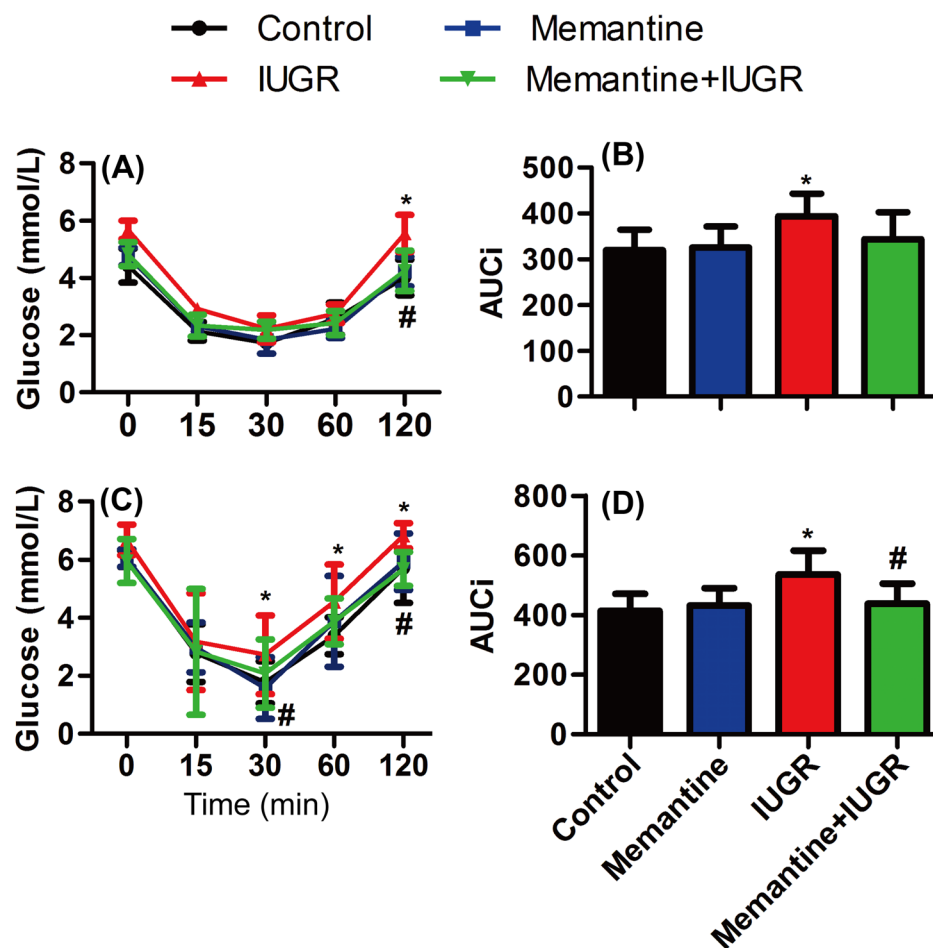 Control Memantine
IUGR Memantine+IUGR
(A)
Glucose (mmol/L)
8
6
4
2
0
0 15 30 60 120
*
#
(B)
AUCi
500
400
300
200
100
0
*
(C)
Glucose (mmol/L)
8
6
4
2
0
0 15 30 60 120
Time (min)
* * *
# #
(D)
AUCi
800
600
400
200
0
* #
Control
Memantine
IUGR
Memantine+IUGR